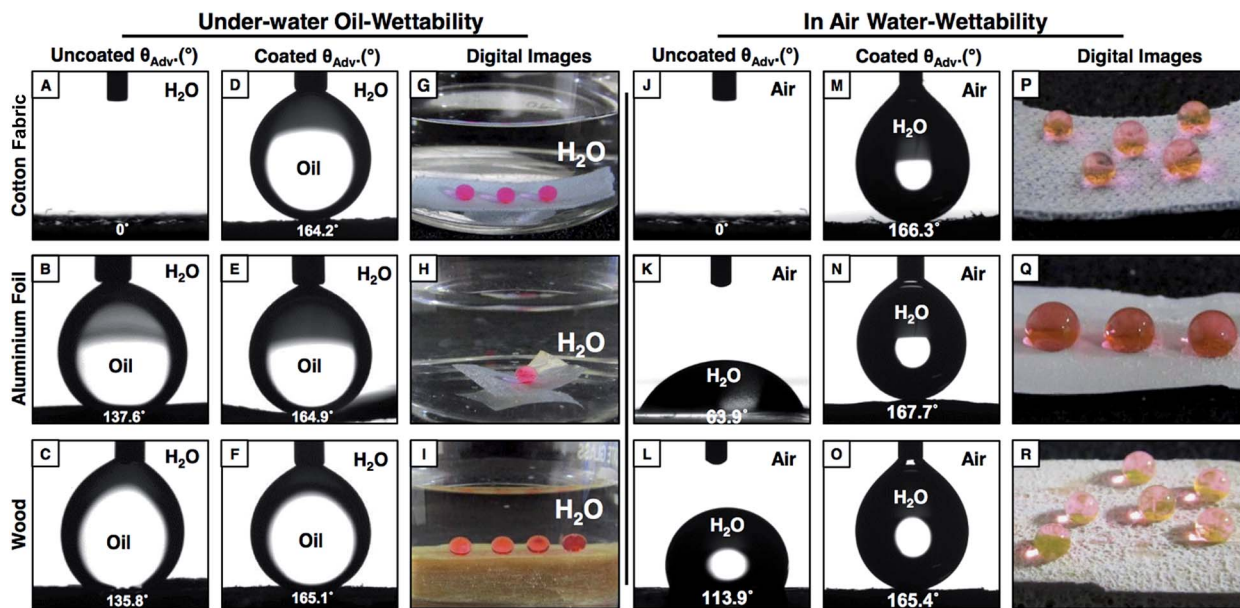 Under-water Oil-Wettability
In Air Water-Wettability
Uncoated θAdv.(°)
Coated θAdv.(°)
Digital Images
Uncoated θAdv.(°)
Coated θAdv.(°)
Digital Images
Cotton Fabric
A
H₂O
0°
D
H₂O
Oil
164.2°
G
H₂O
J
Air
0°
M
Air
H₂O
166.3°
P
Aluminium Foil
B
H₂O
Oil
137.6°
E
H₂O
Oil
164.9°
H
H₂O
K
Air
H₂O
63.9°
N
Air
H₂O
167.7°
Q
Wood
C
H₂O
Oil
135.8°
F
H₂O
Oil
165.1°
I
H₂O
L
Air
H₂O
113.9°
O
Air
H₂O
165.4°
R